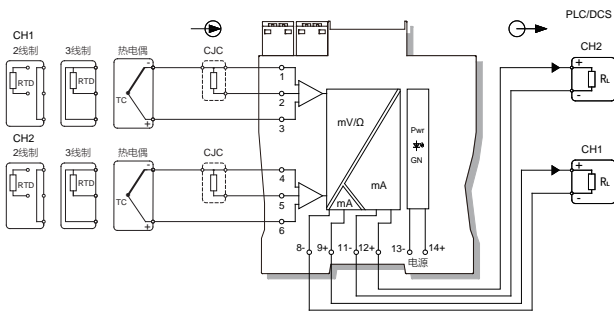 PLC/DCS
CH1
2线制 3线制 热电偶 CJC
RTD RTD TC - +
1
2
3
CH2
+
RL
-
mV/Ω
Pwr
GN
mA
mA
CH2
2线制 3线制 热电偶 CJC
RTD RTD TC - +
4
5
6
CH1
+
RL
-
8- 9+ 11- 12+ 13- 14+
电源